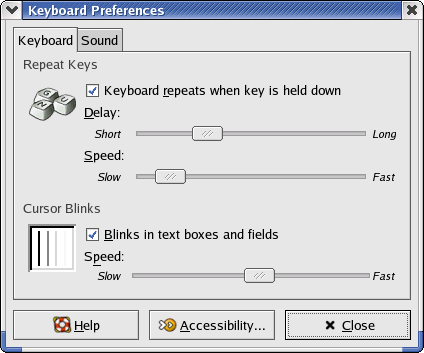 Keyboard Preferences
Keyboard Sound
Repeat Keys
Keyboard repeats when key is held down
Delay:
Short Long
Speed:
Slow Fast
Cursor Blinks
Blinks in text boxes and fields
Speed:
Slow Fast
Help Accessibility... Close